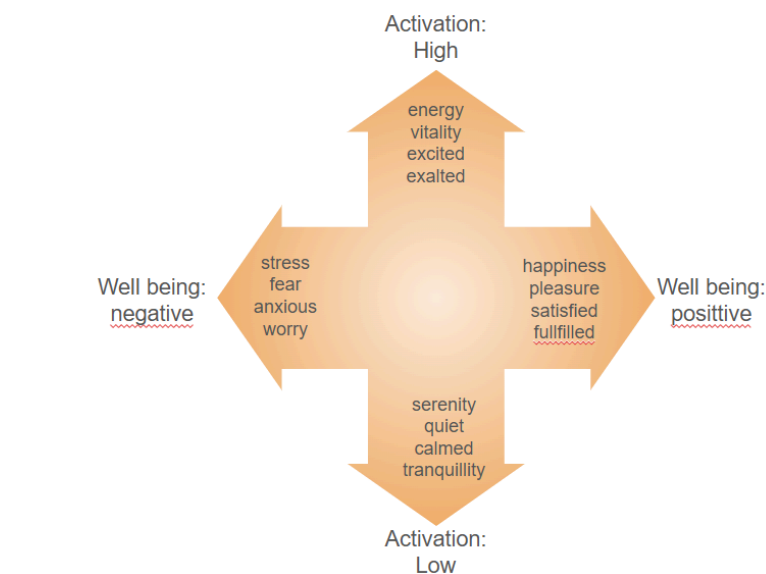 Activation:
High
energy
vitality
excited
exalted
Well being:
negative
stress
fear
anxious
worry
happiness
pleasure
satisfied
fullfilled
Well being:
posittive
serenity
quiet
calmed
tranquillity
Activation:
Low